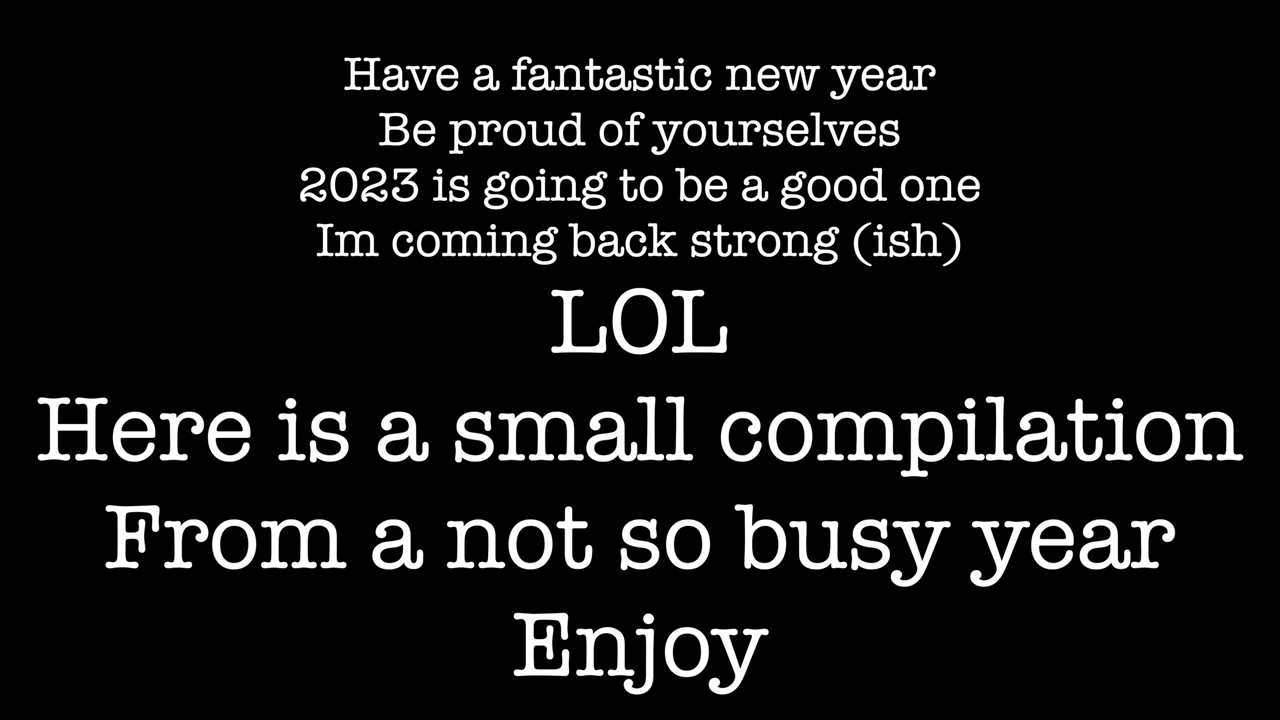 Have a fantastic new year
Be proud of yourselves
2023 is going to be a good one
Im coming back strong (ish)
LOL
Here is a small compilation
From a not so busy year
Enjoy